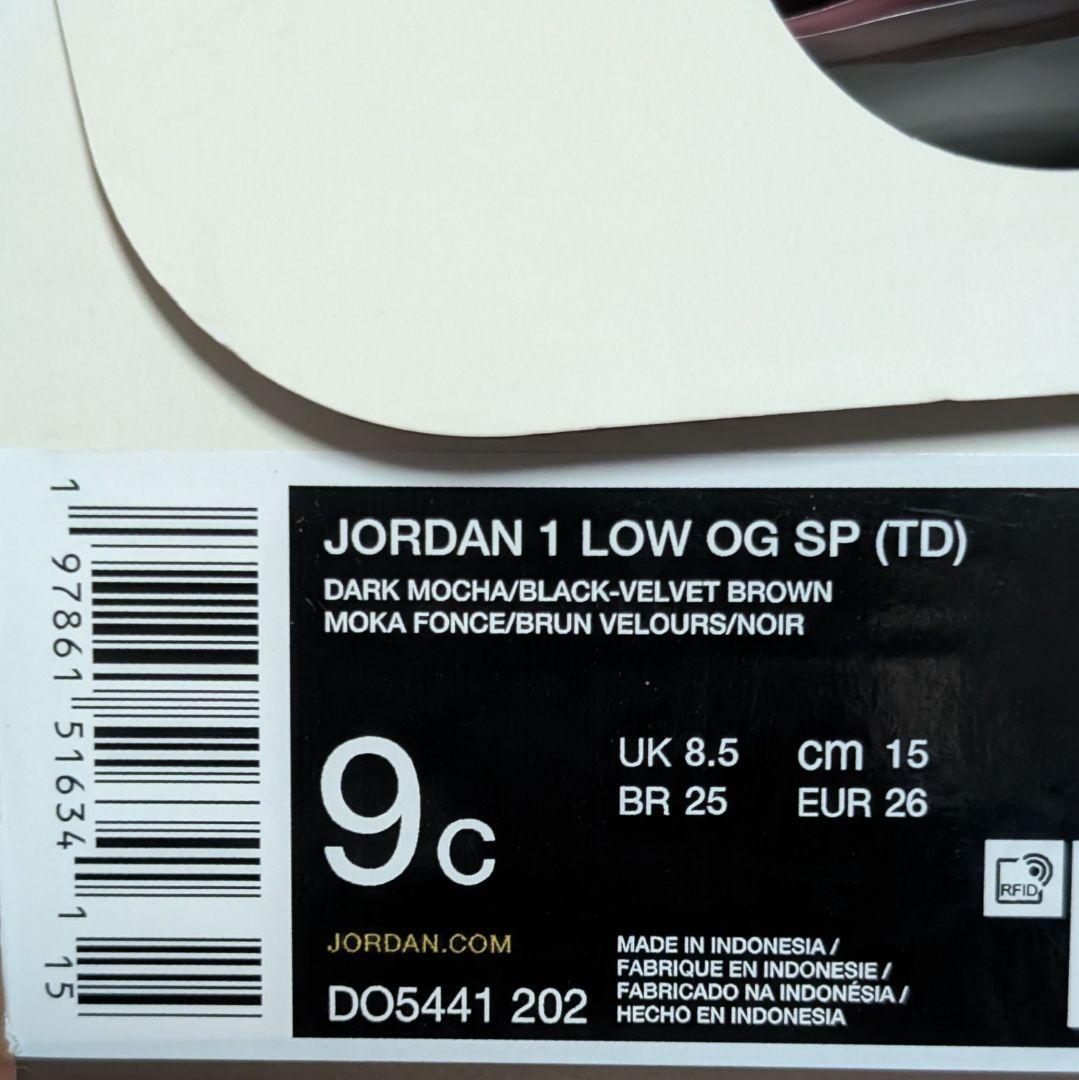 JORDAN 1 LOW OG SP (TD)
DARK MOCHA/BLACK-VELVET BROWN
MOKA FONCE/BRUN VELOURS/NOIR
9c
UK 8.5 cm 15
BR 25 EUR 26
RFID
JORDAN.COM
DO5441 202
MADE IN INDONESIA /
FABRIQUE EN INDONESIE /
FABRICADO NA INDONÉSIA /
HECHO EN INDONESIA
1 97861 51634 1 15